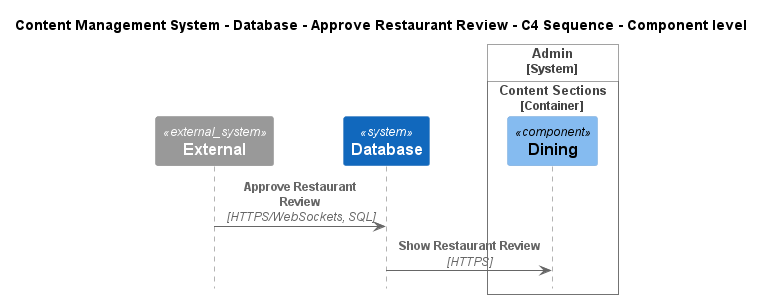 Content Management System - Database - Approve Restaurant Review - C4 Sequence - Component level
Admin
[System]
Content Sections
[Container]
«external_system»
External
«system»
Database
«component»
Dining
Approve Restaurant
Review
[HTTPS/WebSockets, SQL]
Show Restaurant Review
[HTTPS]